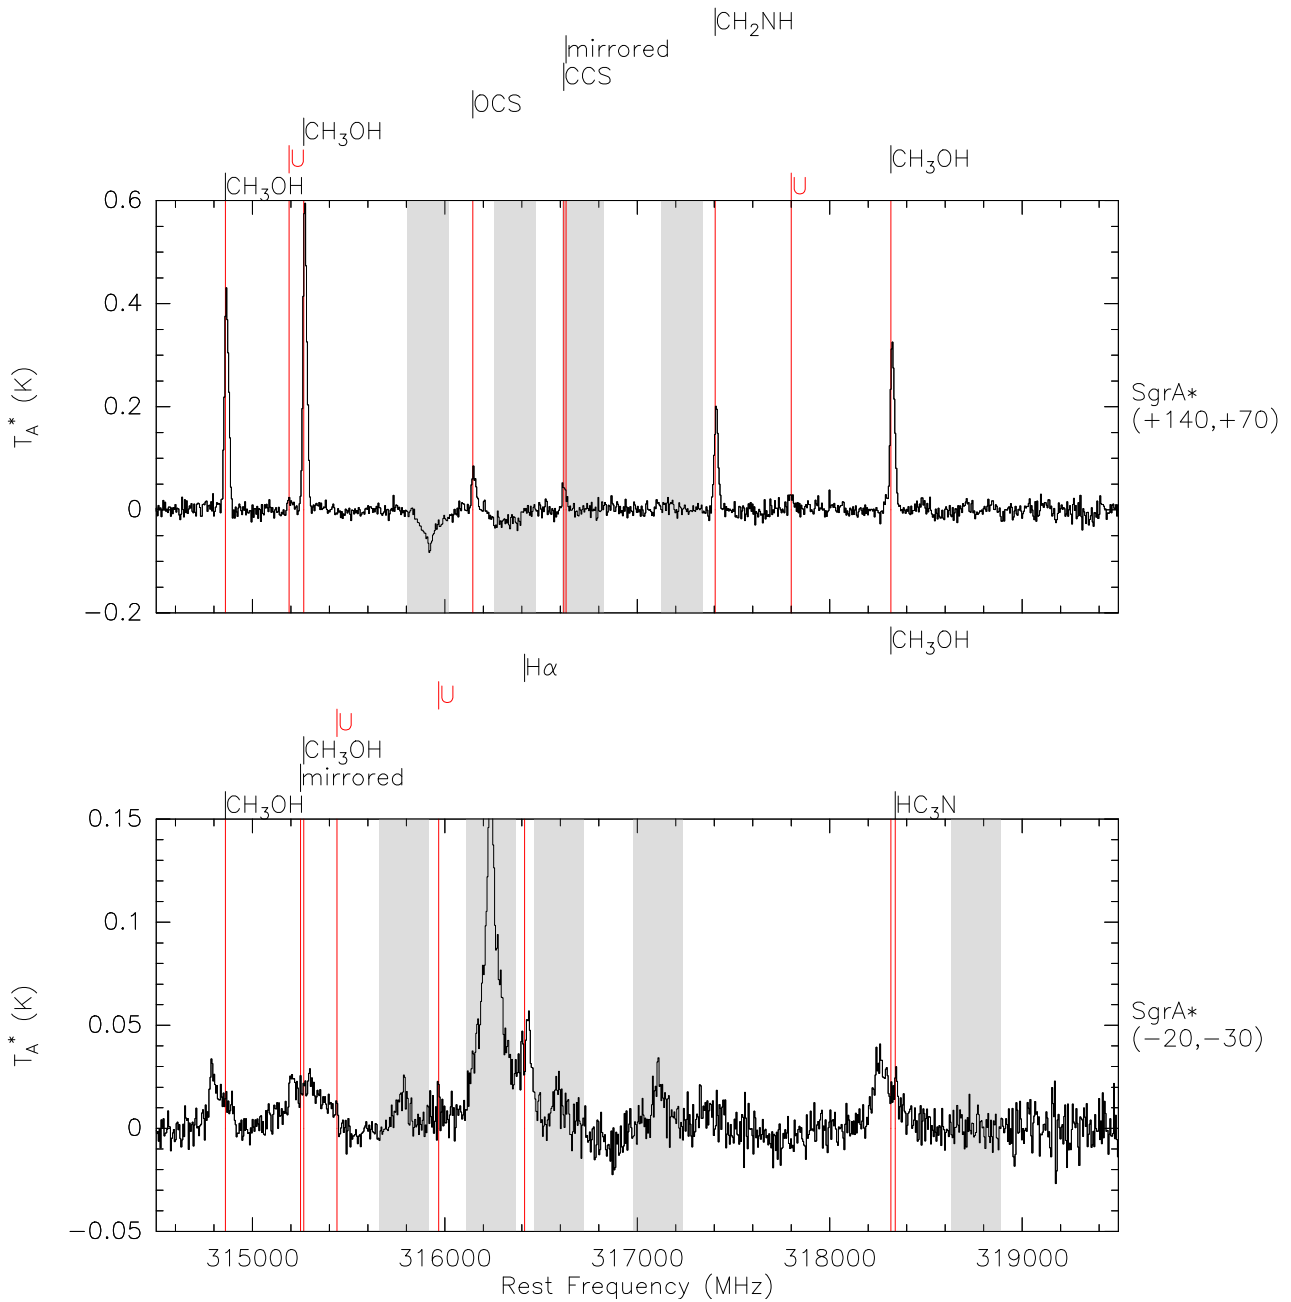 CH₂NH
mirrored
CCS
OCS
CH₃OH
U
CH₃OH
CH₃OH
U
0.6
0.4
0.2
0
−0.2
T_A* (K)
SgrA*
(+140,+70)
CH₃OH
Hα
U
U
CH₃OH
mirrored
CH₃OH
HC₃N
0.15
0.1
0.05
0
−0.05
T_A* (K)
SgrA*
(−20,−30)
315000 316000 317000 318000 319000
Rest Frequency (MHz)